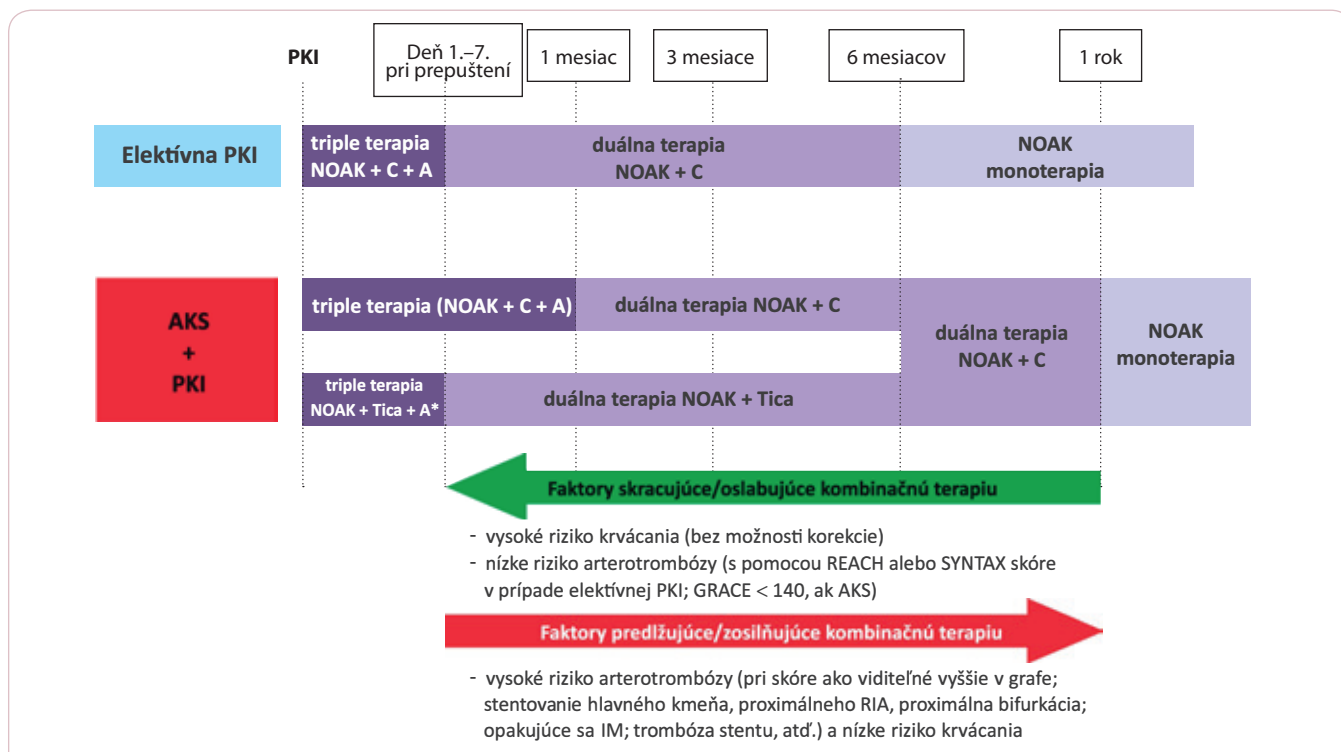 PKI
Deň 1.–7.
pri prepustení
1 mesiac
3 mesiace
6 mesiacov
1 rok
Elektívna PKI
triple terapia
NOAK + C + A
duálna terapia
NOAK + C
NOAK
monoterapia
AKS
+
PKI
triple terapia (NOAK + C + A)
duálna terapia NOAK + C
triple terapia
NOAK + Tica + A*
duálna terapia NOAK + Tica
duálna terapia
NOAK + C
NOAK
monoterapia
Faktory skracujúce/oslabujúce kombinačnú terapiu
- vysoké riziko krvácania (bez možnosti korekcie)
- nízke riziko arterotrombózy (s pomocou REACH alebo SYNTAX skóre
v prípade elektívnej PKI; GRACE < 140, ak AKS)
Faktory predlžujúce/zosilňujúce kombinačnú terapiu
- vysoké riziko arterotrombózy (pri skóre ako viditeľné vyššie v grafe;
stentovanie hlavného kmeňa, proximálneho RIA, proximálna bifurkácia;
opakujúce sa IM; trombóza stentu, atď.) a nízke riziko krvácania